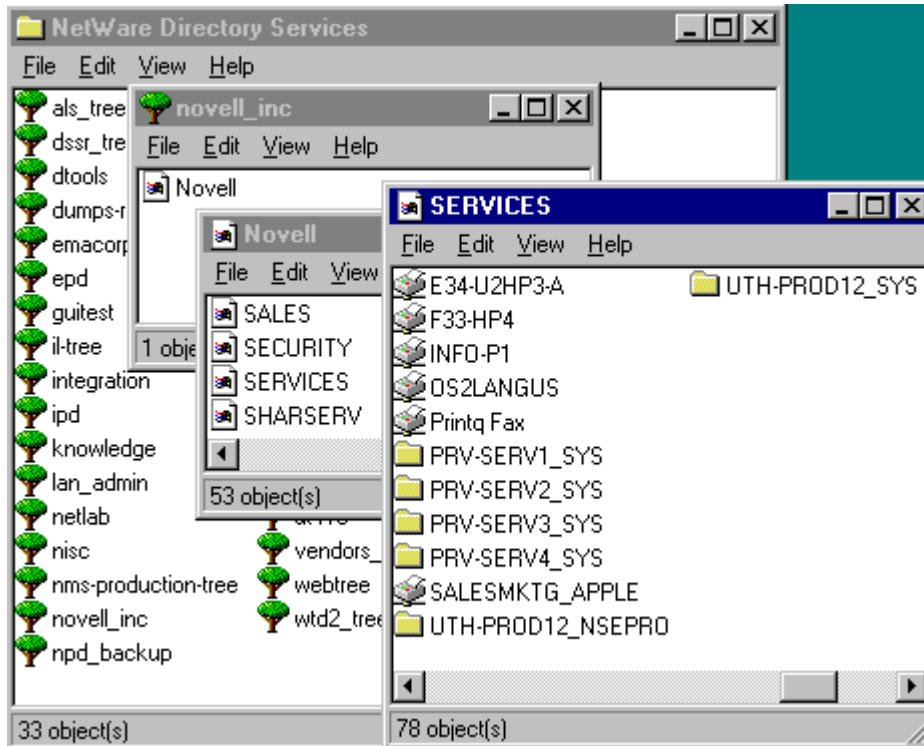 NetWare Directory Services
File Edit View Help
als_tree
dssr_tre
dtools
dumps-r
emacorp
epd
guitest
il-tree
integration
ipd
knowledge
lan_admin
netlab
nisc
nms-production-tree
novell_inc
npd_backup
vendors_
webtree
wtd2_tree
33 object(s)
novell_inc
File Edit View Help
Novell
1 obje
Novell
File Edit View
SALES
SECURITY
SERVICES
SHARSERV
53 object(s)
SERVICES
File Edit View Help
E34-U2HP3-A
F33-HP4
INFO-P1
OS2LANGUS
Printq Fax
PRV-SERV1_SYS
PRV-SERV2_SYS
PRV-SERV3_SYS
PRV-SERV4_SYS
SALESMKTG_APPLE
UTH-PROD12_NSEPRO
UTH-PROD12_SYS
78 object(s)